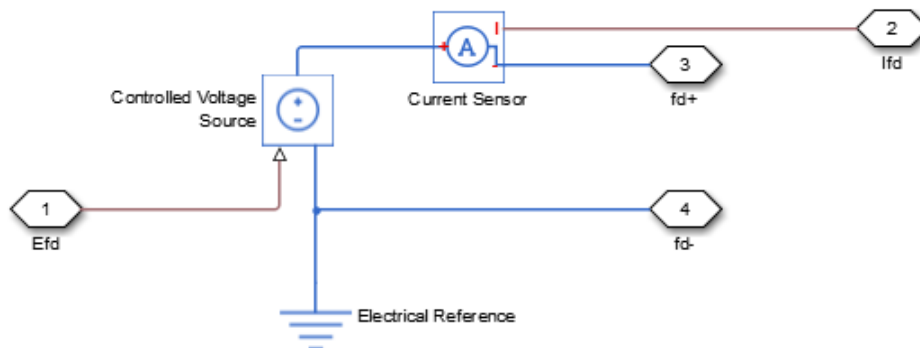 2
Ifd
A
3
fd+
Current Sensor
Controlled Voltage
Source
1
Efd
4
fd-
Electrical Reference